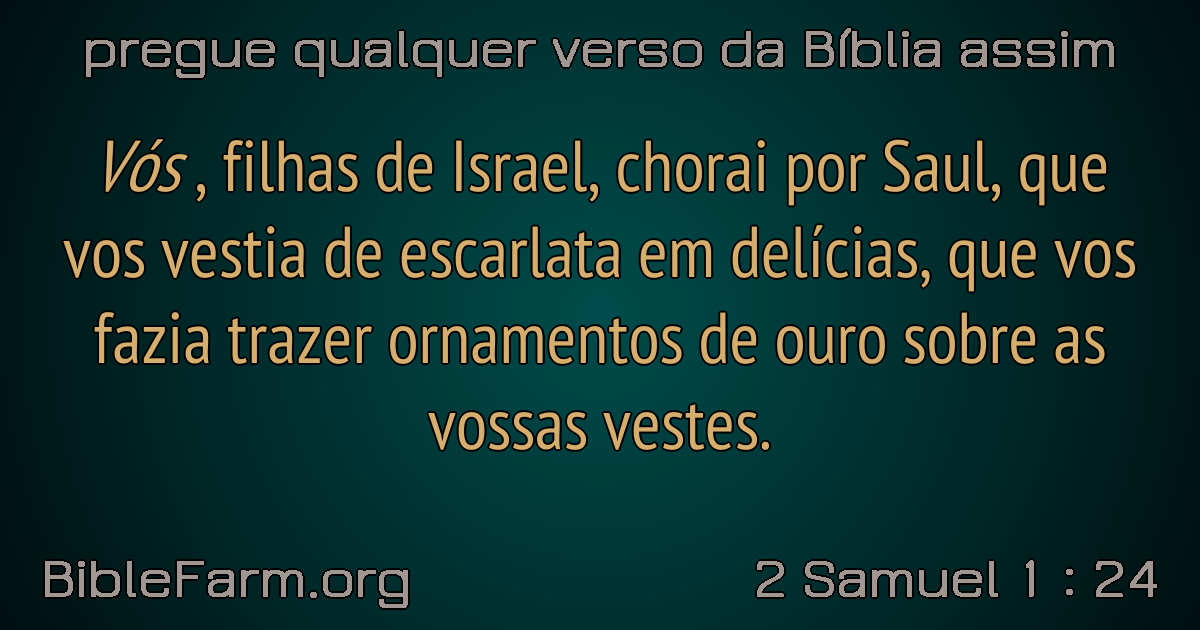 pregue qualquer verso da Bíblia assim
Vós , filhas de Israel, chorai por Saul, que
vos vestia de escarlata em delícias, que vos
fazia trazer ornamentos de ouro sobre as
vossas vestes.
BibleFarm.org
2 Samuel 1 : 24